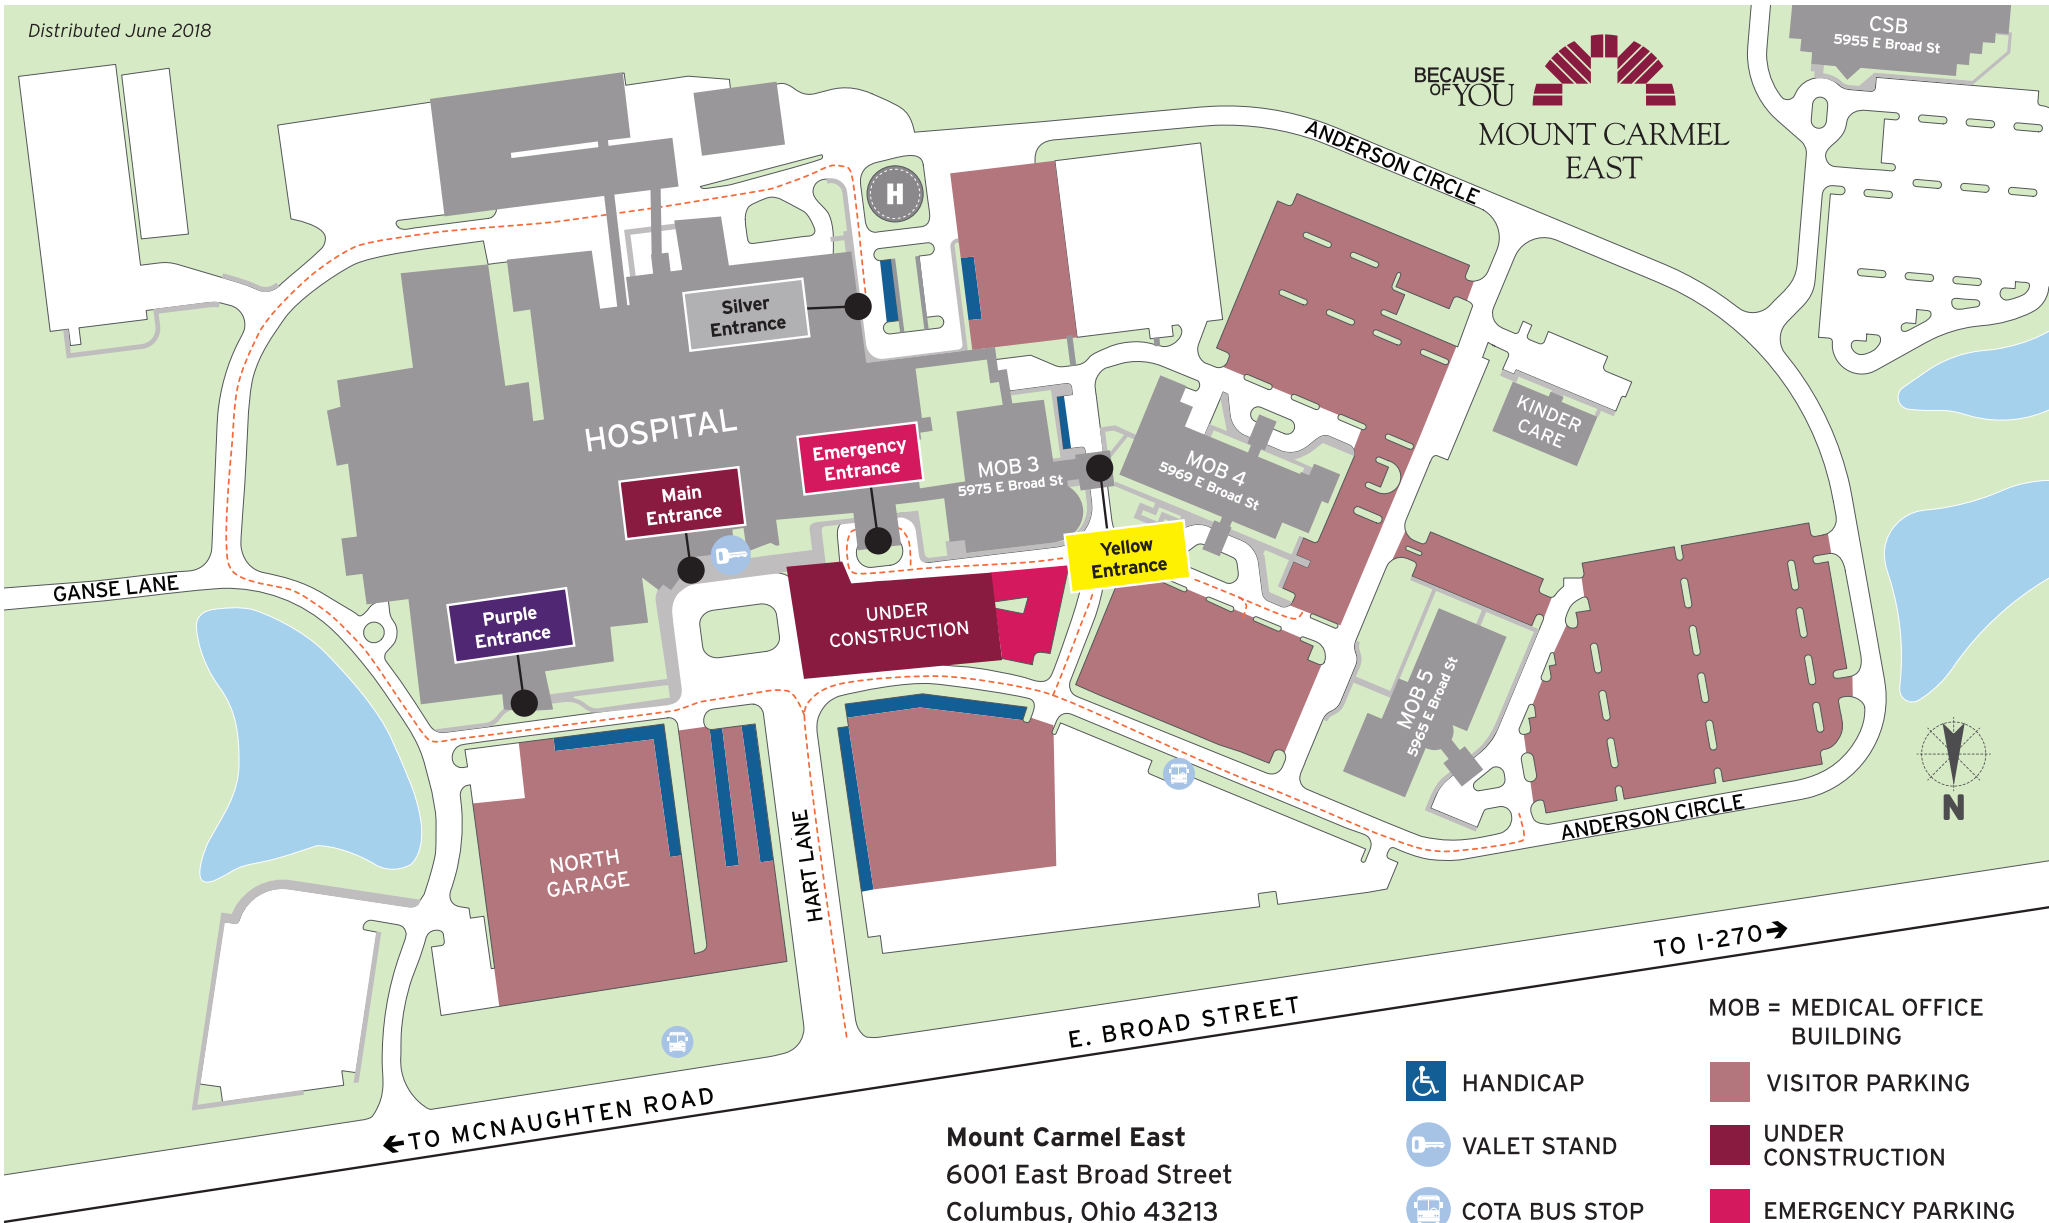 Distributed June 2018
CSB
5955 E Broad St
BECAUSE
OF YOU
MOUNT CARMEL
EAST
ANDERSON CIRCLE
H
Silver
Entrance
HOSPITAL
Emergency
Entrance
Main
Entrance
MOB 3
5975 E Broad St
MOB 4
5969 E Broad St
KINDER
CARE
Yellow
Entrance
GANSE LANE
Purple
Entrance
UNDER
CONSTRUCTION
MOB 5
5965 E Broad St
N
ANDERSON CIRCLE
NORTH
GARAGE
HART LANE
TO I-270
E. BROAD STREET
TO MCNAUGHTEN ROAD
MOB = MEDICAL OFFICE
BUILDING
HANDICAP
VISITOR PARKING
VALET STAND
UNDER
CONSTRUCTION
COTA BUS STOP
EMERGENCY PARKING
Mount Carmel East
6001 East Broad Street
Columbus, Ohio 43213